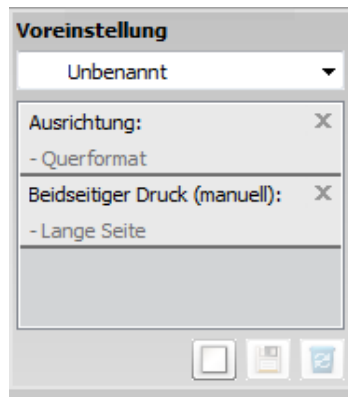 Voreinstellung
Unbenannt
Ausrichtung:
- Querformat
Beidseitiger Druck (manuell):
- Lange Seite